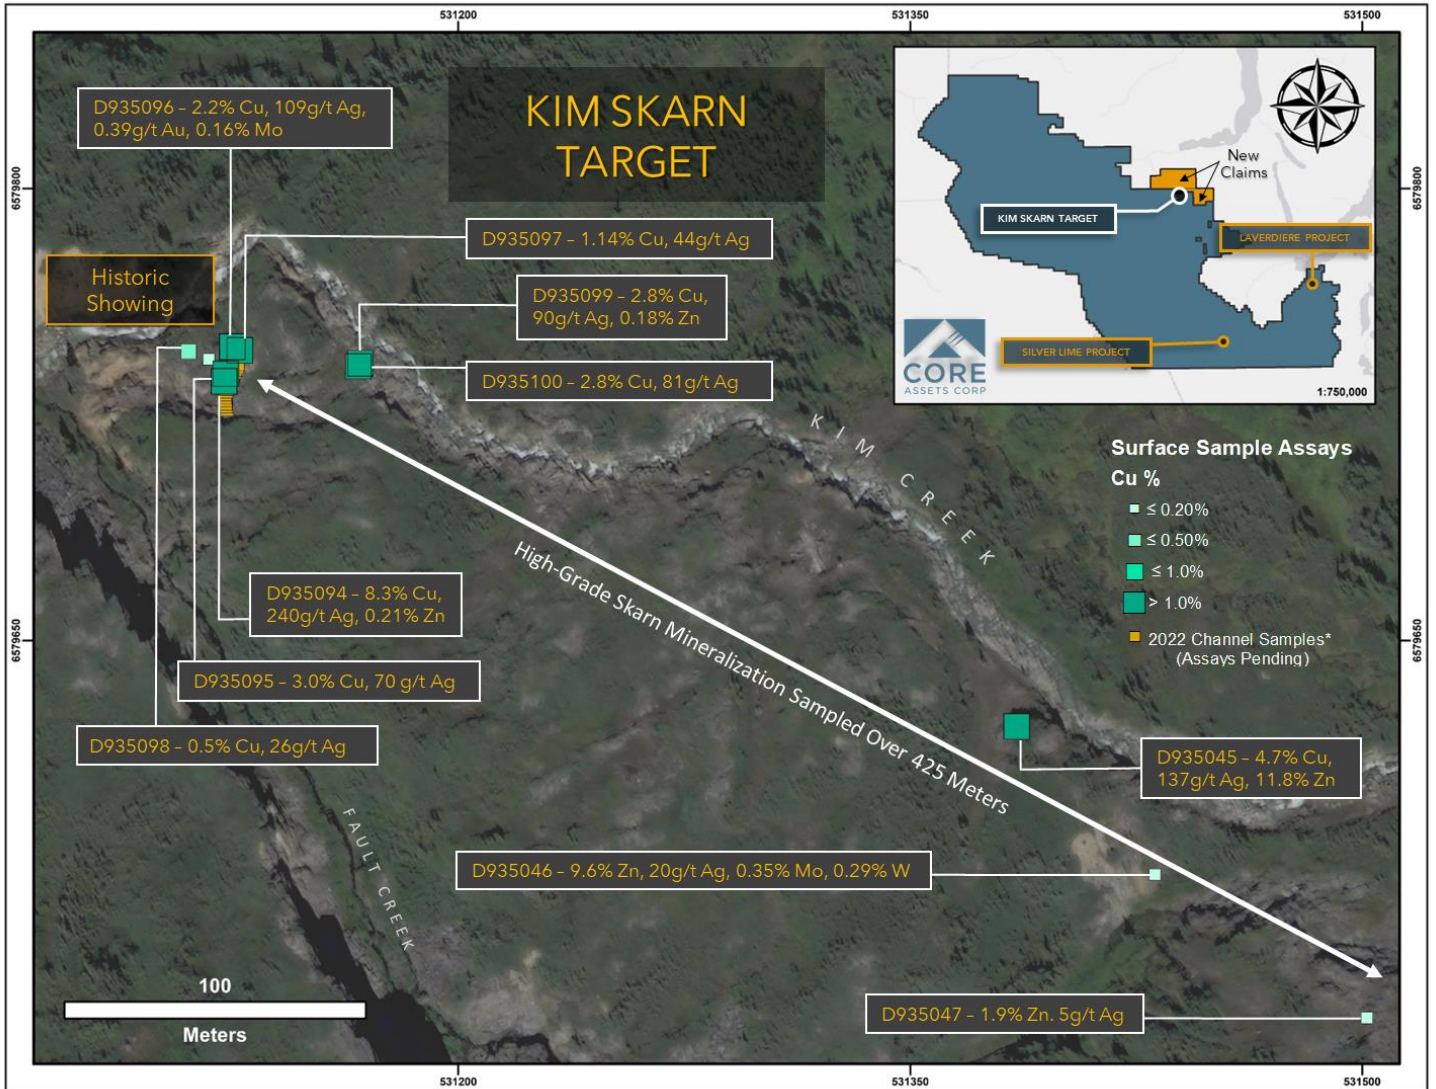 531200
531350
531500
6579800
6579800
6579650
6579650
531200
531350
531500
KIM SKARN
TARGET
D935096 – 2.2% Cu, 109g/t Ag,
0.39g/t Au, 0.16% Mo
D935097 – 1.14% Cu, 44g/t Ag
Historic
Showing
D935099 – 2.8% Cu,
90g/t Ag, 0.18% Zn
D935100 – 2.8% Cu, 81g/t Ag
New
Claims
KIM SKARN TARGET
LAVERDIERE PROJECT
SILVER LIME PROJECT
CORE
ASSETS CORP
1:750,000
KIM CREEK
Surface Sample Assays
Cu %
≤ 0.20%
≤ 0.50%
≤ 1.0%
> 1.0%
2022 Channel Samples*
(Assays Pending)
High-Grade Skarn Mineralization Sampled Over 425 Meters
D935094 – 8.3% Cu,
240g/t Ag, 0.21% Zn
D935095 – 3.0% Cu, 70 g/t Ag
D935098 – 0.5% Cu, 26g/t Ag
D935045 – 4.7% Cu,
137g/t Ag, 11.8% Zn
FAULT CREEK
D935046 – 9.6% Zn, 20g/t Ag, 0.35% Mo, 0.29% W
D935047 – 1.9% Zn. 5g/t Ag
100
Meters